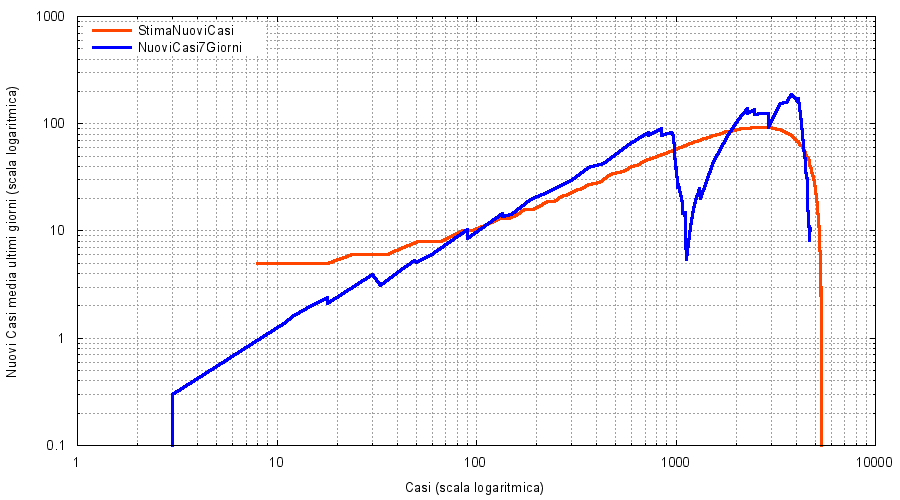 1000
StimaNuoviCasi
NuoviCasi7Giorni
100
10
1
0.1
Nuovi Casi media ultimi giorni (scala logaritmica)
1 10 100 1000 10000
Casi (scala logaritmica)